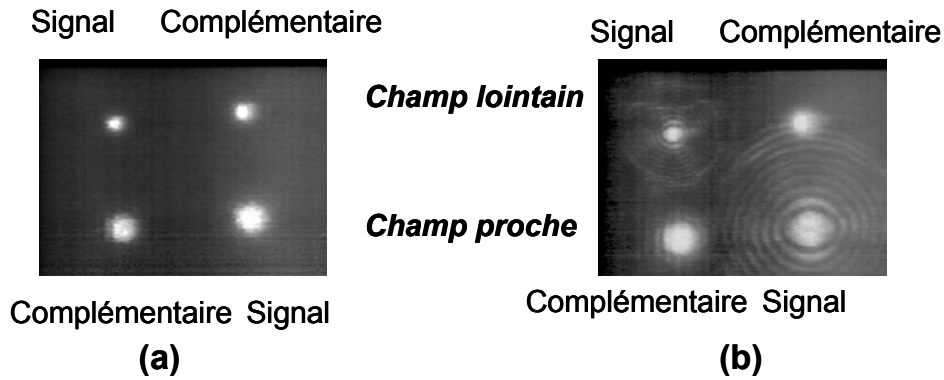 Signal Complémentaire
Signal Complémentaire
Champ lointain
Champ proche
Complémentaire Signal
Complémentaire Signal
(a)
(b)